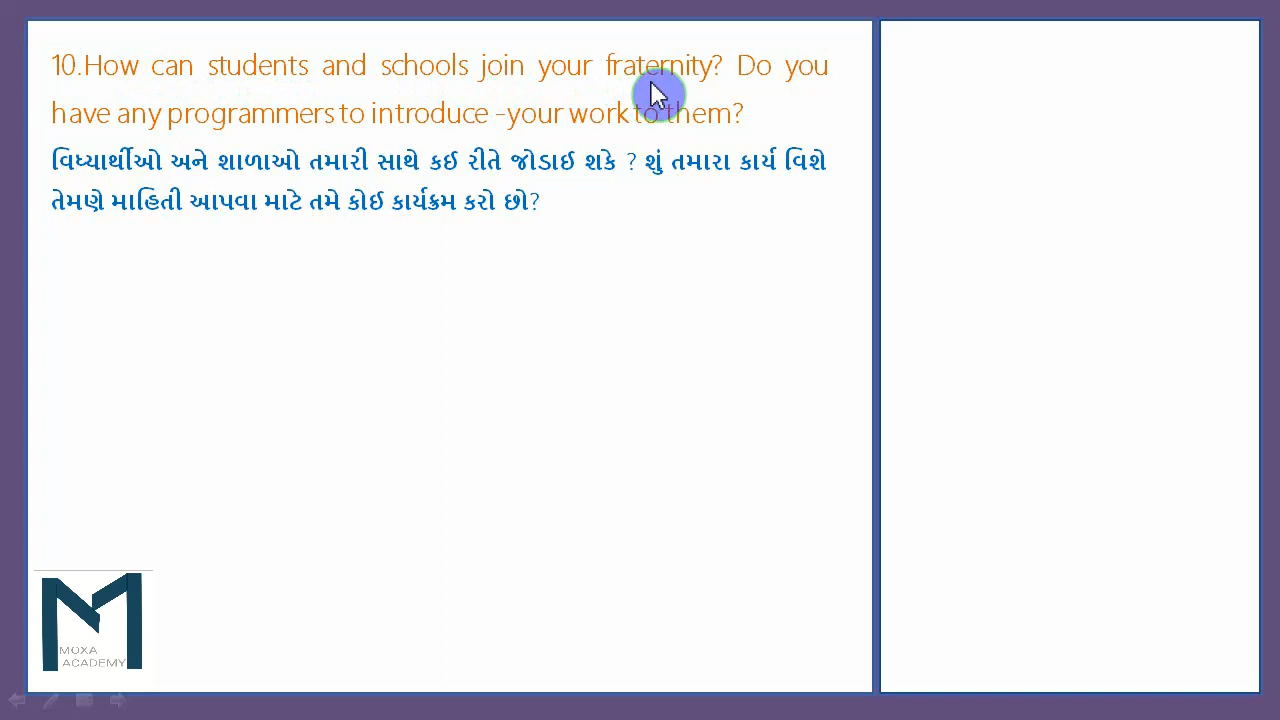 10.How can students and schools join your fraternity? Do you
have any programmers to introduce -your work to them?
વિધ્યાર્થીઓ અને શાળાઓ તમારી સાથે કઈ રીતે જોડાઈ શકે ? શું તમારા કાર્ય વિશે
તેમણે માહિતી આપવા માટે તમે કોઈ કાર્યક્રમ કરો છો?
MOXA
ACADEMY